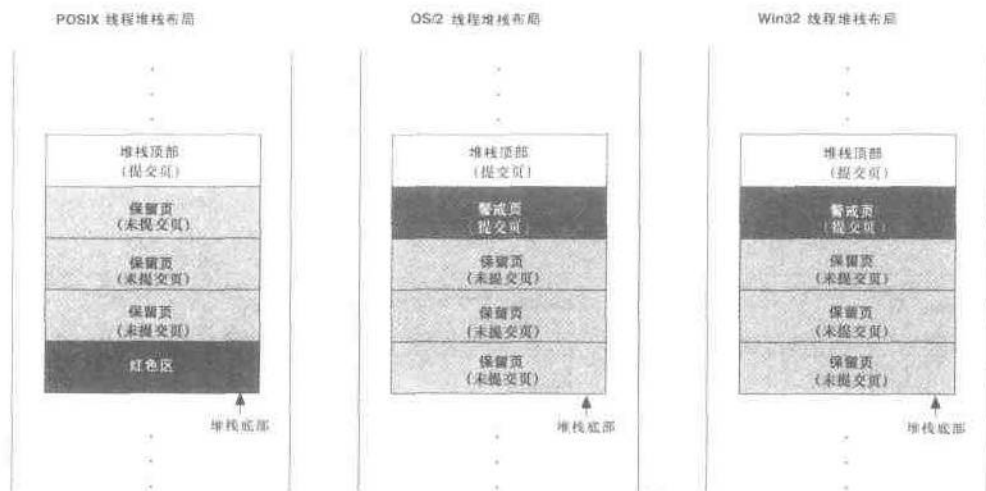 POSIX 线程堆栈布局
堆栈顶部
(提交页)
保留页
(未提交页)
保留页
(未提交页)
保留页
(未提交页)
红色区
堆栈底部
OS/2 线程堆栈布局
堆栈顶部
(提交页)
警戒页
(提交页)
保留页
(未提交页)
保留页
(未提交页)
保留页
(未提交页)
堆栈底部
Win32 线程堆栈布局
堆栈顶部
(提交页)
警戒页
(提交页)
保留页
(未提交页)
保留页
(未提交页)
保留页
(未提交页)
堆栈底部